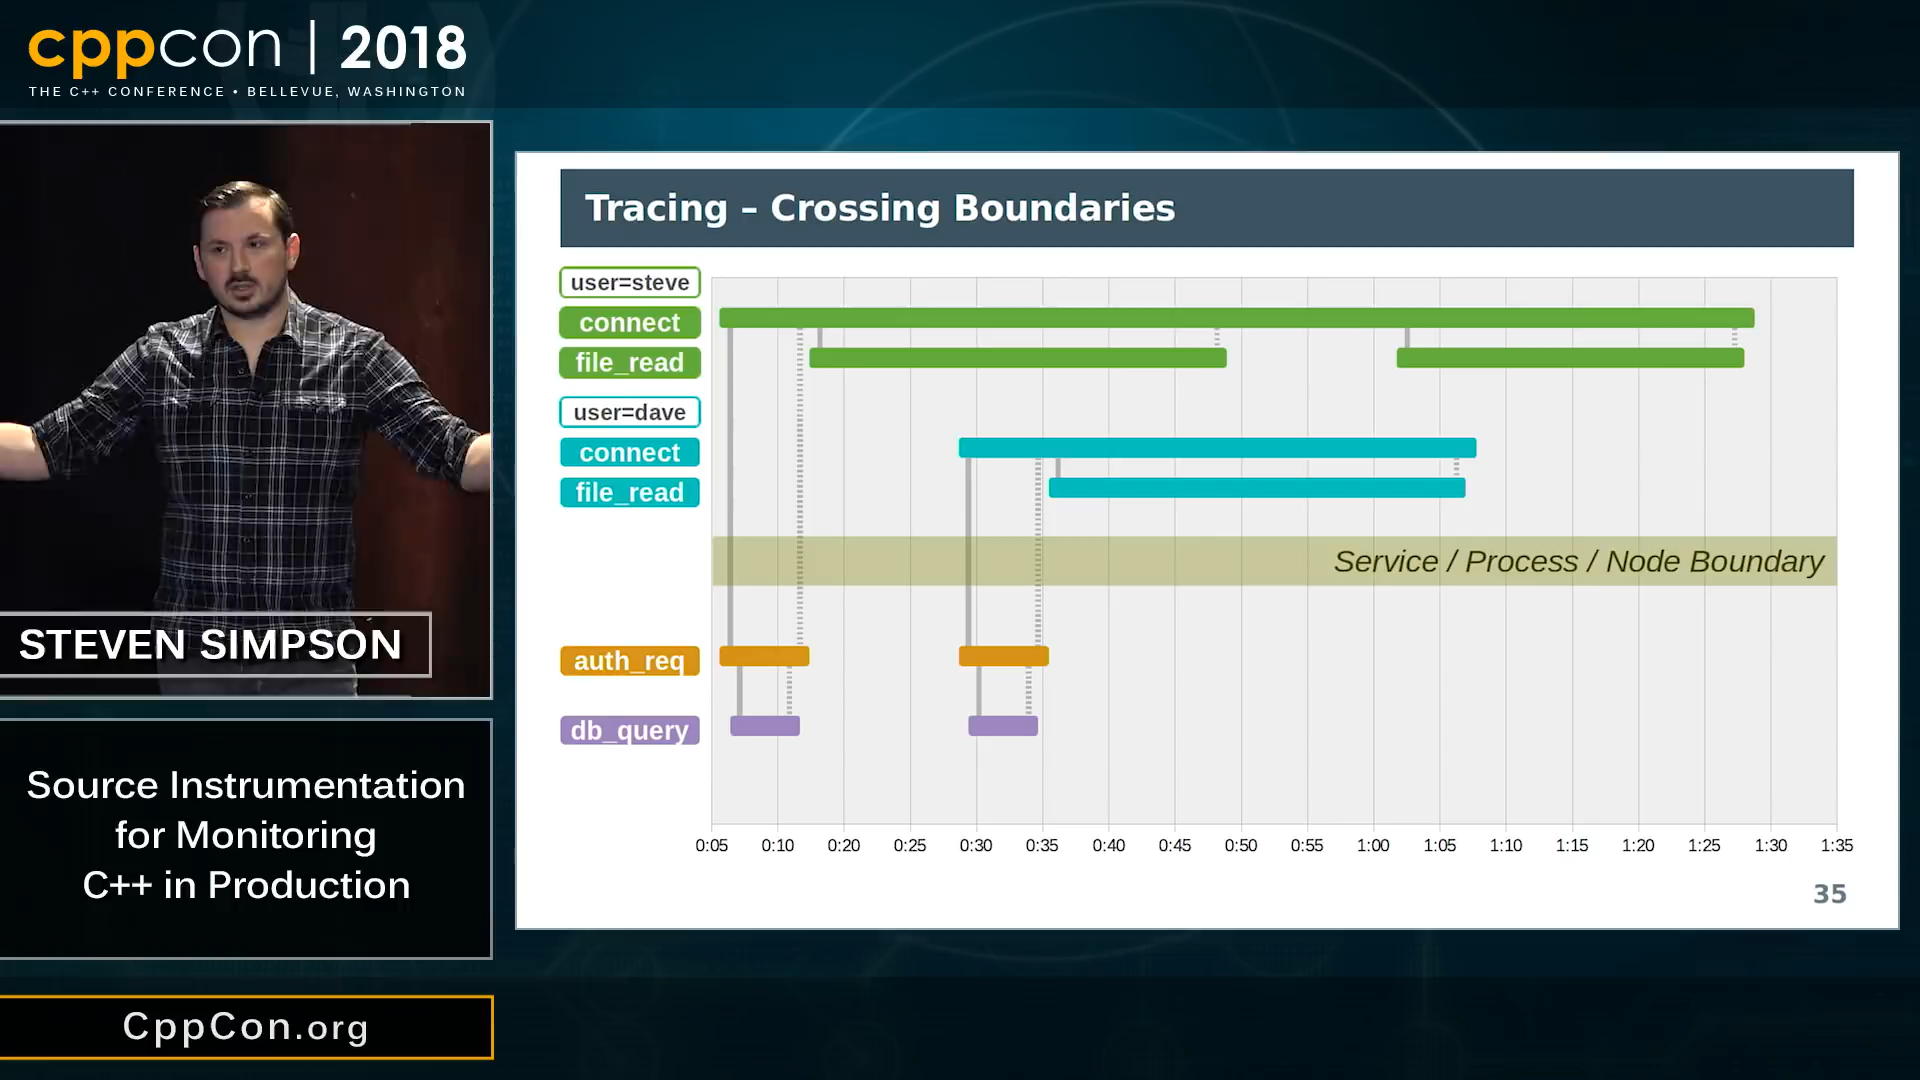 cppcon | 2018
THE C++ CONFERENCE • BELLEVUE, WASHINGTON
STEVEN SIMPSON
Source Instrumentation
for Monitoring
C++ in Production
CppCon.org
Tracing – Crossing Boundaries
user=steve
connect
file_read
user=dave
connect
file_read
Service / Process / Node Boundary
auth_req
db_query
0:05 0:10 0:20 0:25 0:30 0:35 0:40 0:45 0:50 0:55 1:00 1:05 1:10 1:15 1:20 1:25 1:30 1:35
35